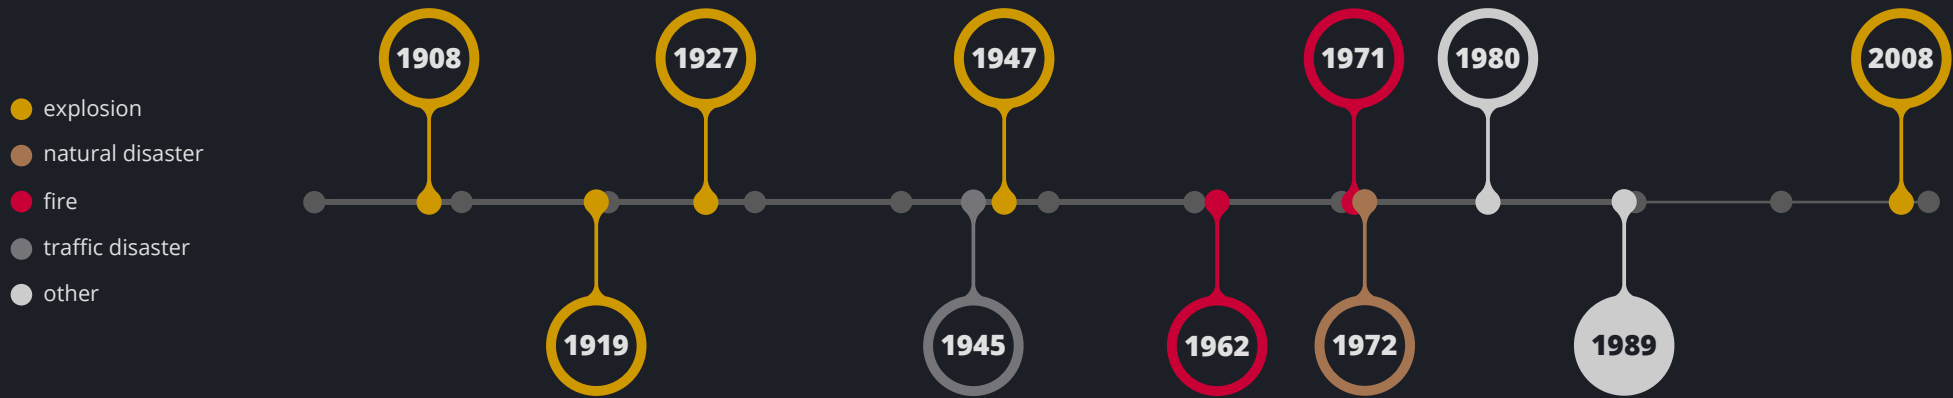 1908
1927
1947
1971
1980
2008
explosion
natural disaster
fire
traffic disaster
other
1919
1945
1962
1972
1989